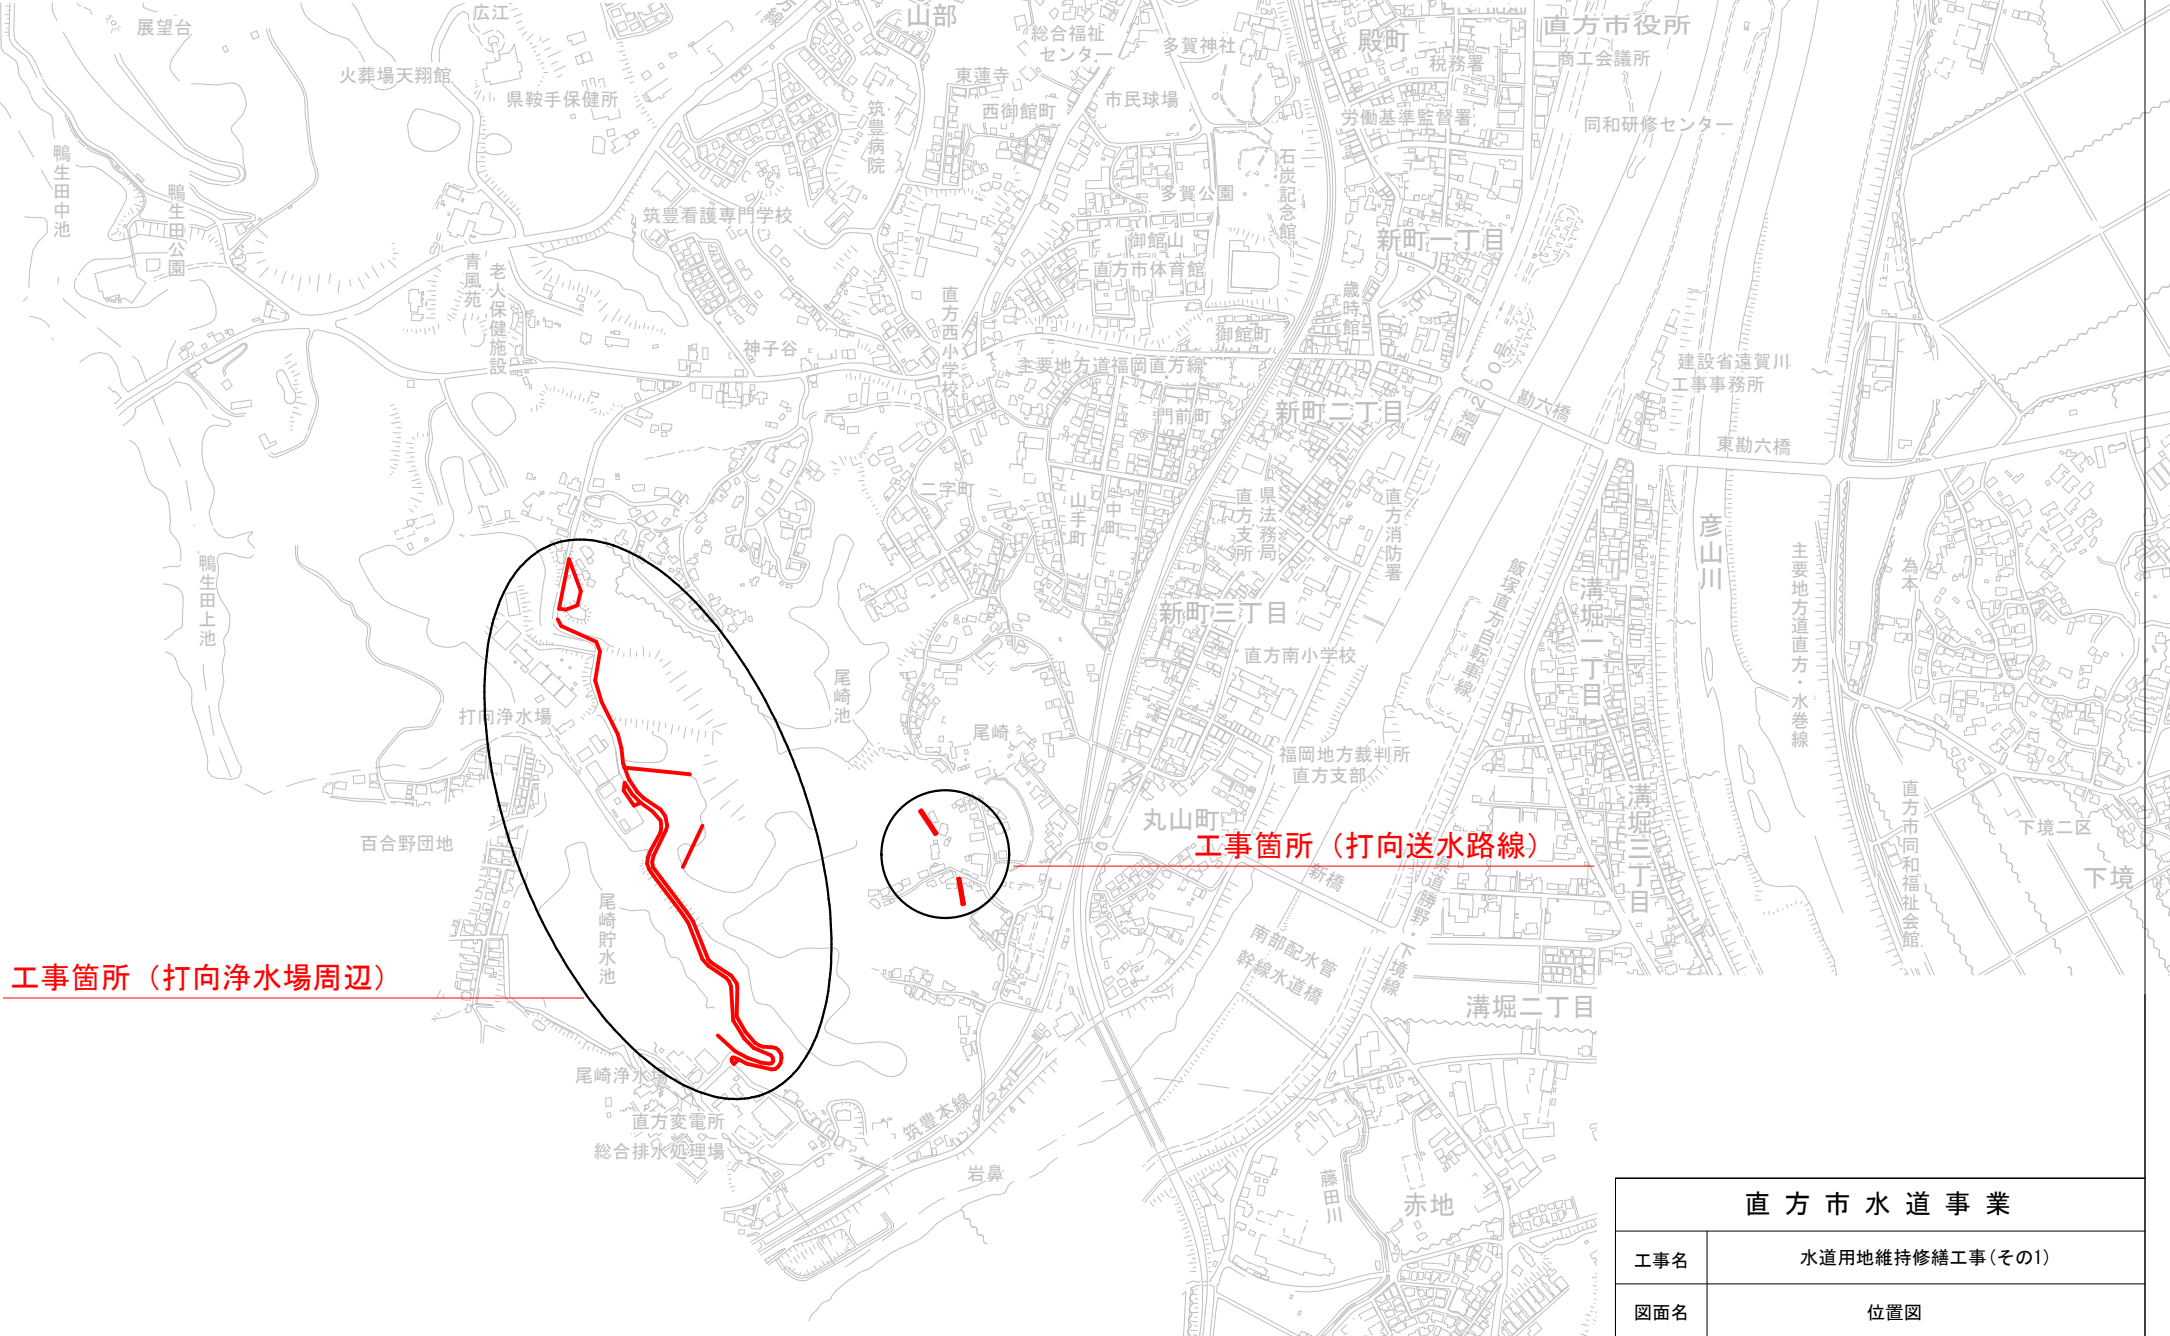 展望台
広江
山部
総合福祉
センター
多賀神社
殿町
直方市役所
商工会議所
税務署
火葬場天翔館
県鞍手保健所
東蓮寺
西御館町
市民球場
労働基準監督署
同和研修センター
筑豊病院
鴨生田中池
鴨生田公園
石炭記念館
多賀公園
筑豊看護専門学校
御館山
新町一丁目
直方市体育館
青風苑
老人保健施設
直方西小学校
歳時館
御館町
神子谷
主要地方道福岡直方線
国道200号
建設省遠賀川
工事事務所
勘六橋
東勘六橋
門前町
新町二丁目
二字町
山手町
中町
直方支所
県法務局
直方消防署
彦山川
主要地方道直方・水巻線
為木
鴨生田上池
飯塚直方自転車線
溝堀一丁目
新町三丁目
直方南小学校
尾崎池
打向浄水場
尾崎
福岡地方裁判所
直方支部
丸山町
溝堀三丁目
直方市同和福祉会館
下境二区
下境
百合野団地
工事箇所（打向送水路線）
新橋
県道勝野・下境線
尾崎貯水池
南部配水管
幹線水道橋
工事箇所（打向浄水場周辺）
溝堀二丁目
尾崎浄水場
直方変電所
総合排水処理場
筑豊本線
岩鼻
藤田川
赤地
直方市水道事業
工事名 水道用地維持修繕工事(その1)
図面名 位置図